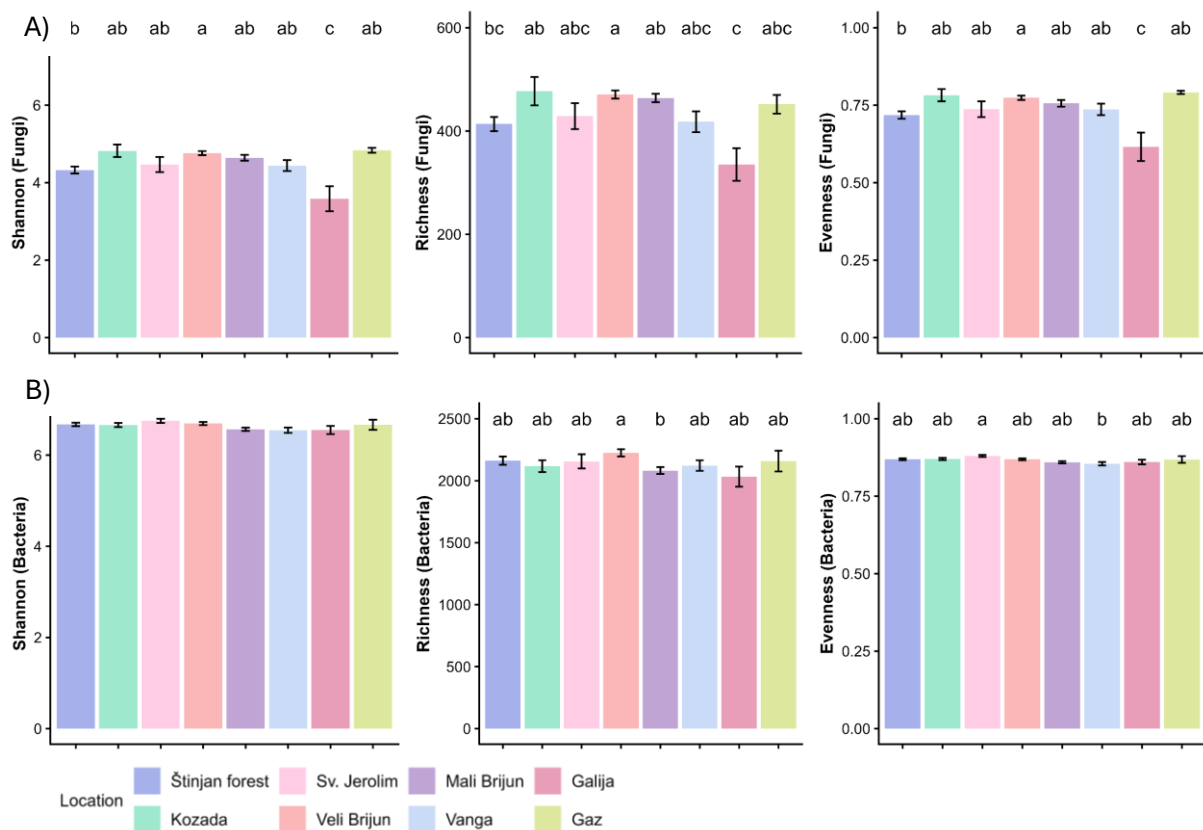 A)
b ab ab a ab ab c ab
Shannon (Fungi)
6
4
2
0
bc ab abc a ab abc c abc
Richness (Fungi)
600
400
200
0
b ab ab a ab ab c ab
Evenness (Fungi)
1.00
0.75
0.50
0.25
0.00
B)
Shannon (Bacteria)
6
4
2
0
ab ab ab a b ab ab ab
Richness (Bacteria)
2500
2000
1500
1000
500
0
ab ab a ab ab b ab ab
Evenness (Bacteria)
1.00
0.75
0.50
0.25
0.00
Location
Štinjan forest Sv. Jerolim Mali Brijun Galija
Kozada Veli Brijun Vanga Gaz